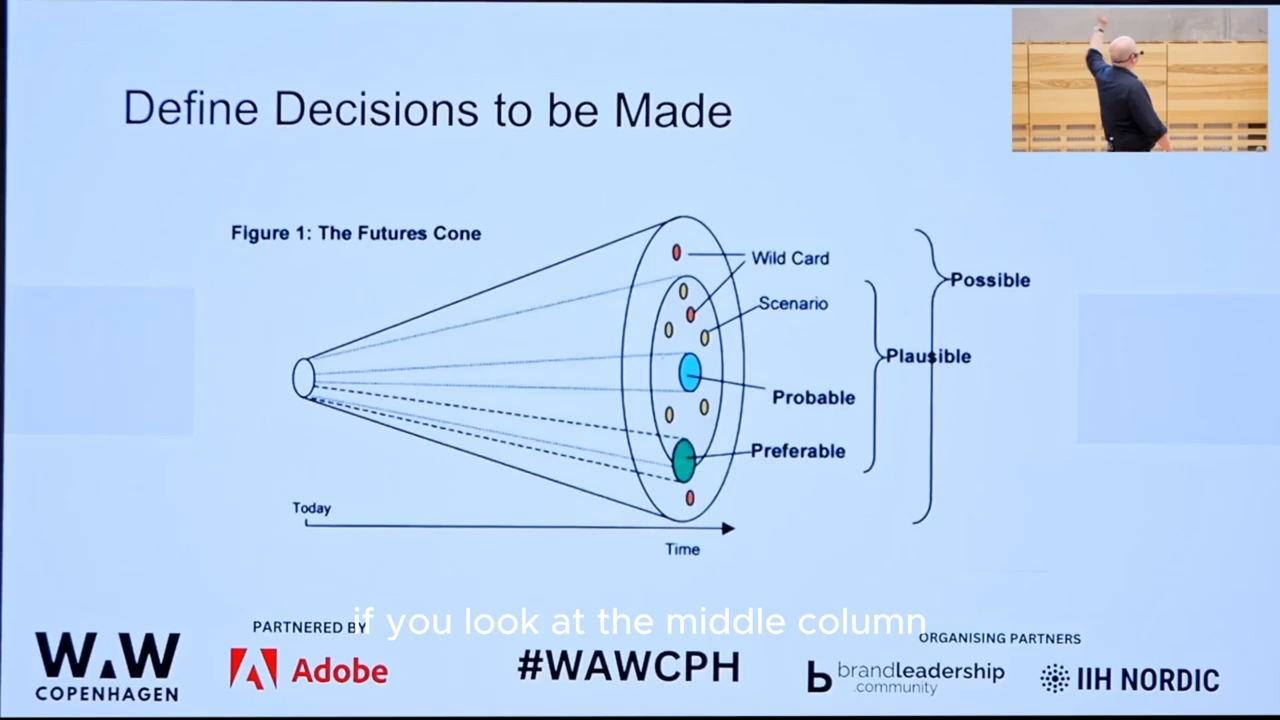 Define Decisions to be Made
Figure 1: The Futures Cone
Wild Card
Scenario
Possible
Plausible
Probable
Preferable
Today
Time
if you look at the middle column
PARTNERED BY
ORGANISING PARTNERS
WAW
COPENHAGEN
Adobe
#WAWCPH
b brandleadership
.community
IIH NORDIC